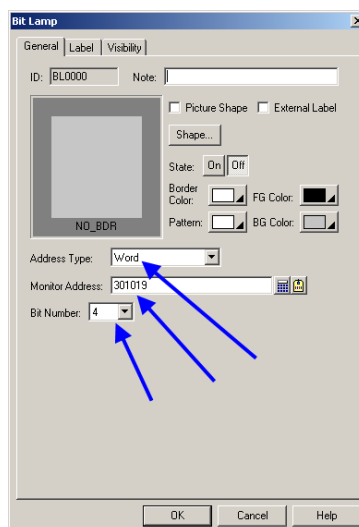 Bit Lamp
General Label Visibility
ID: BL0000 Note:
Picture Shape External Label
Shape...
State: On Off
Border Color: FG Color:
Pattern: BG Color:
NO_BDR
Address Type: Word
Monitor Address: 301019
Bit Number: 4
OK Cancel Help